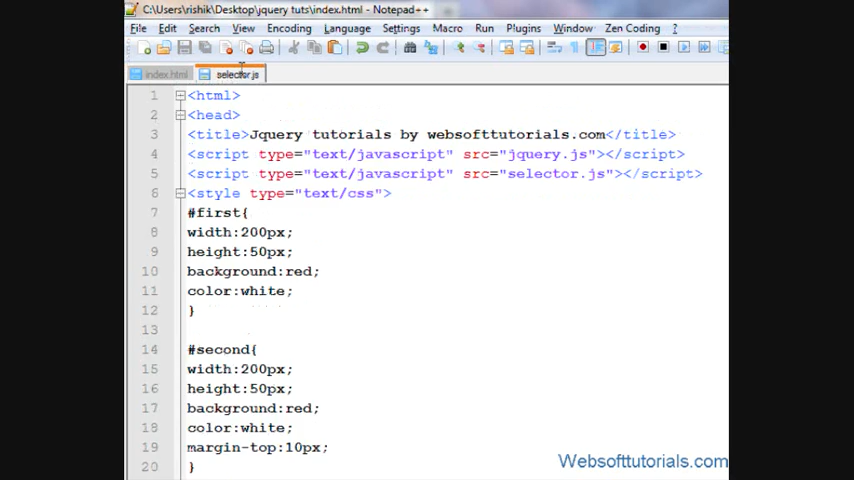 C:\Users\rishik\Desktop\jquery tuts\index.html - Notepad++
File Edit Search View Encoding Language Settings Macro Run Plugins Window Zen Coding ?
index.html selector.js
1 <html>
2 <head>
3 <title>Jquery tutorials by websofttutorials.com</title>
4 <script type="text/javascript" src="jquery.js"></script>
5 <script type="text/javascript" src="selector.js"></script>
6 <style type="text/css">
7 #first{
8 width:200px;
9 height:50px;
10 background:red;
11 color:white;
12 }
13
14 #second{
15 width:200px;
16 height:50px;
17 background:red;
18 color:white;
19 margin-top:10px;
20 }
Websofttutorials.com